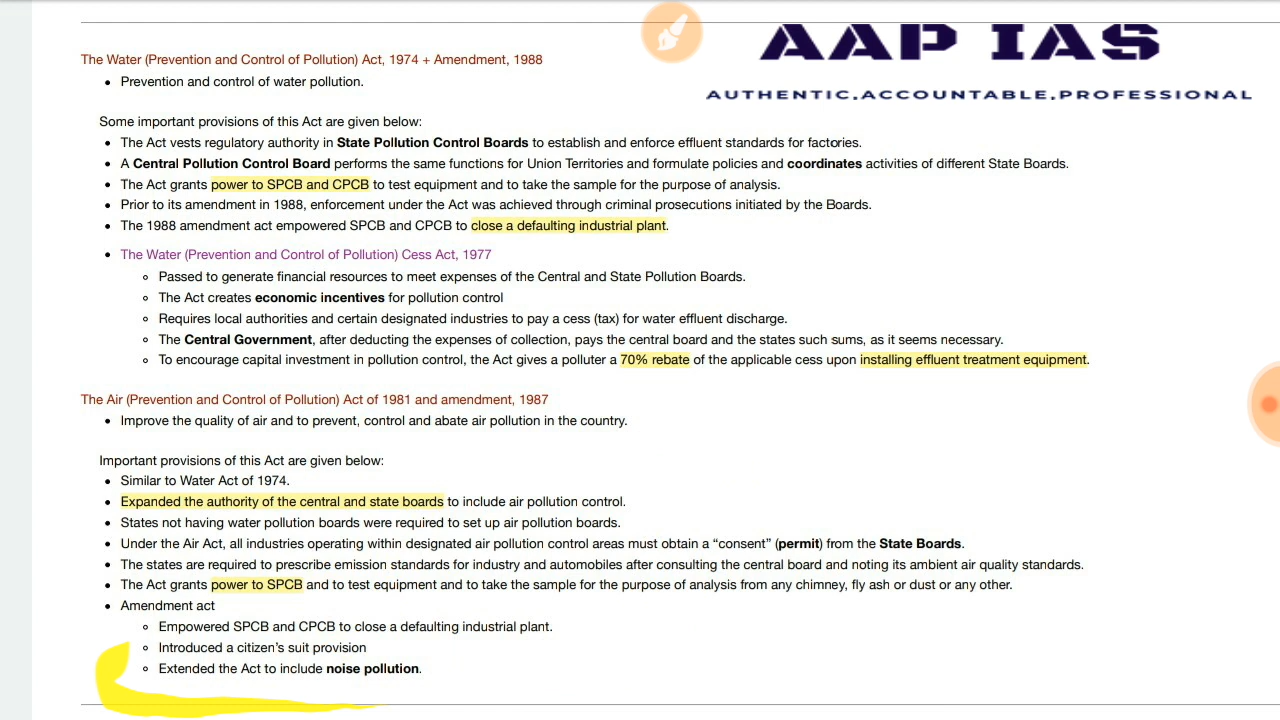 AAP IAS
AUTHENTIC,ACCOUNTABLE,PROFESSIONAL
The Water (Prevention and Control of Pollution) Act, 1974 + Amendment, 1988
• Prevention and control of water pollution.
Some important provisions of this Act are given below:
• The Act vests regulatory authority in State Pollution Control Boards to establish and enforce effluent standards for factories.
• A Central Pollution Control Board performs the same functions for Union Territories and formulate policies and coordinates activities of different State Boards.
• The Act grants power to SPCB and CPCB to test equipment and to take the sample for the purpose of analysis.
• Prior to its amendment in 1988, enforcement under the Act was achieved through criminal prosecutions initiated by the Boards.
• The 1988 amendment act empowered SPCB and CPCB to close a defaulting industrial plant.
• The Water (Prevention and Control of Pollution) Cess Act, 1977
◦ Passed to generate financial resources to meet expenses of the Central and State Pollution Boards.
◦ The Act creates economic incentives for pollution control
◦ Requires local authorities and certain designated industries to pay a cess (tax) for water effluent discharge.
◦ The Central Government, after deducting the expenses of collection, pays the central board and the states such sums, as it seems necessary.
◦ To encourage capital investment in pollution control, the Act gives a polluter a 70% rebate of the applicable cess upon installing effluent treatment equipment.
The Air (Prevention and Control of Pollution) Act of 1981 and amendment, 1987
• Improve the quality of air and to prevent, control and abate air pollution in the country.
Important provisions of this Act are given below:
• Similar to Water Act of 1974.
• Expanded the authority of the central and state boards to include air pollution control.
• States not having water pollution boards were required to set up air pollution boards.
• Under the Air Act, all industries operating within designated air pollution control areas must obtain a “consent” (permit) from the State Boards.
• The states are required to prescribe emission standards for industry and automobiles after consulting the central board and noting its ambient air quality standards.
• The Act grants power to SPCB and to test equipment and to take the sample for the purpose of analysis from any chimney, fly ash or dust or any other.
• Amendment act
◦ Empowered SPCB and CPCB to close a defaulting industrial plant.
◦ Introduced a citizen’s suit provision
◦ Extended the Act to include noise pollution.